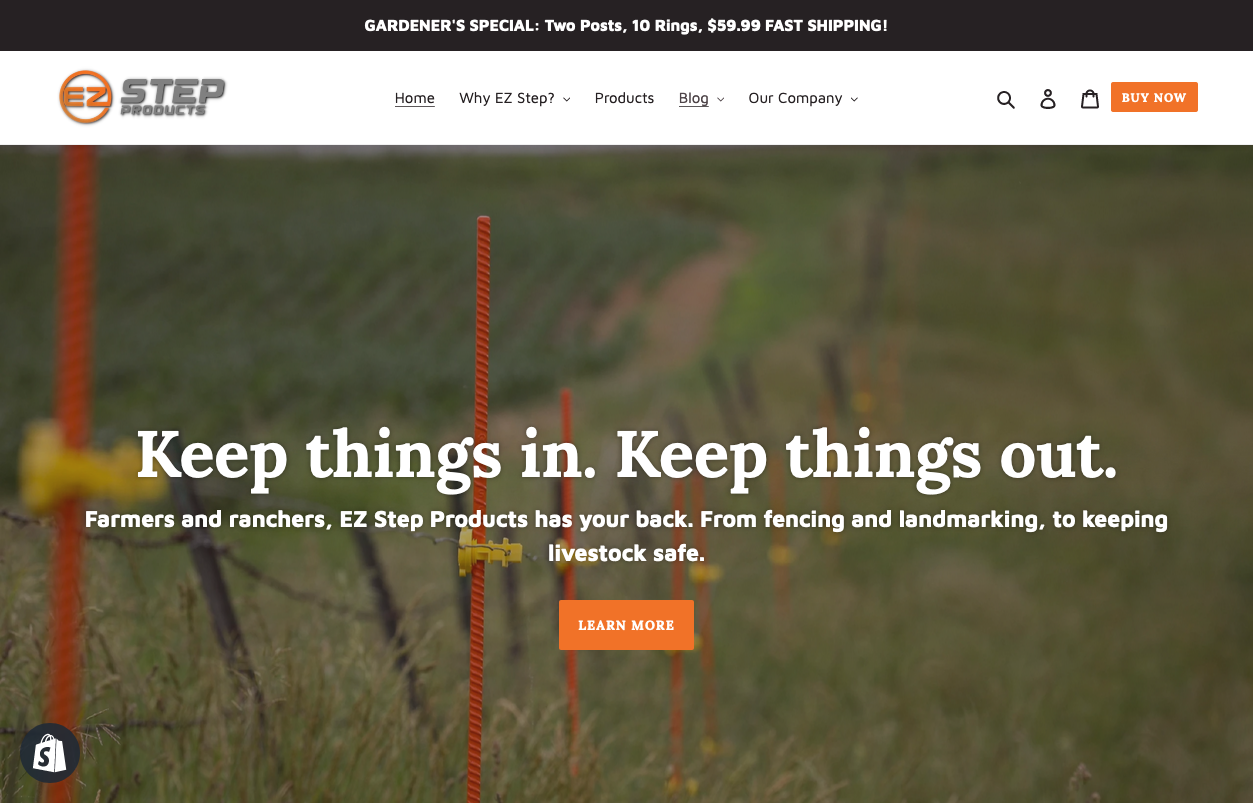 GARDENER'S SPECIAL: Two Posts, 10 Rings, $59.99 FAST SHIPPING!
EZ STEP
PRODUCTS
Home Why EZ Step? Products Blog Our Company BUY NOW
Keep things in. Keep things out.
Farmers and ranchers, EZ Step Products has your back. From fencing and landmarking, to keeping
livestock safe.
LEARN MORE